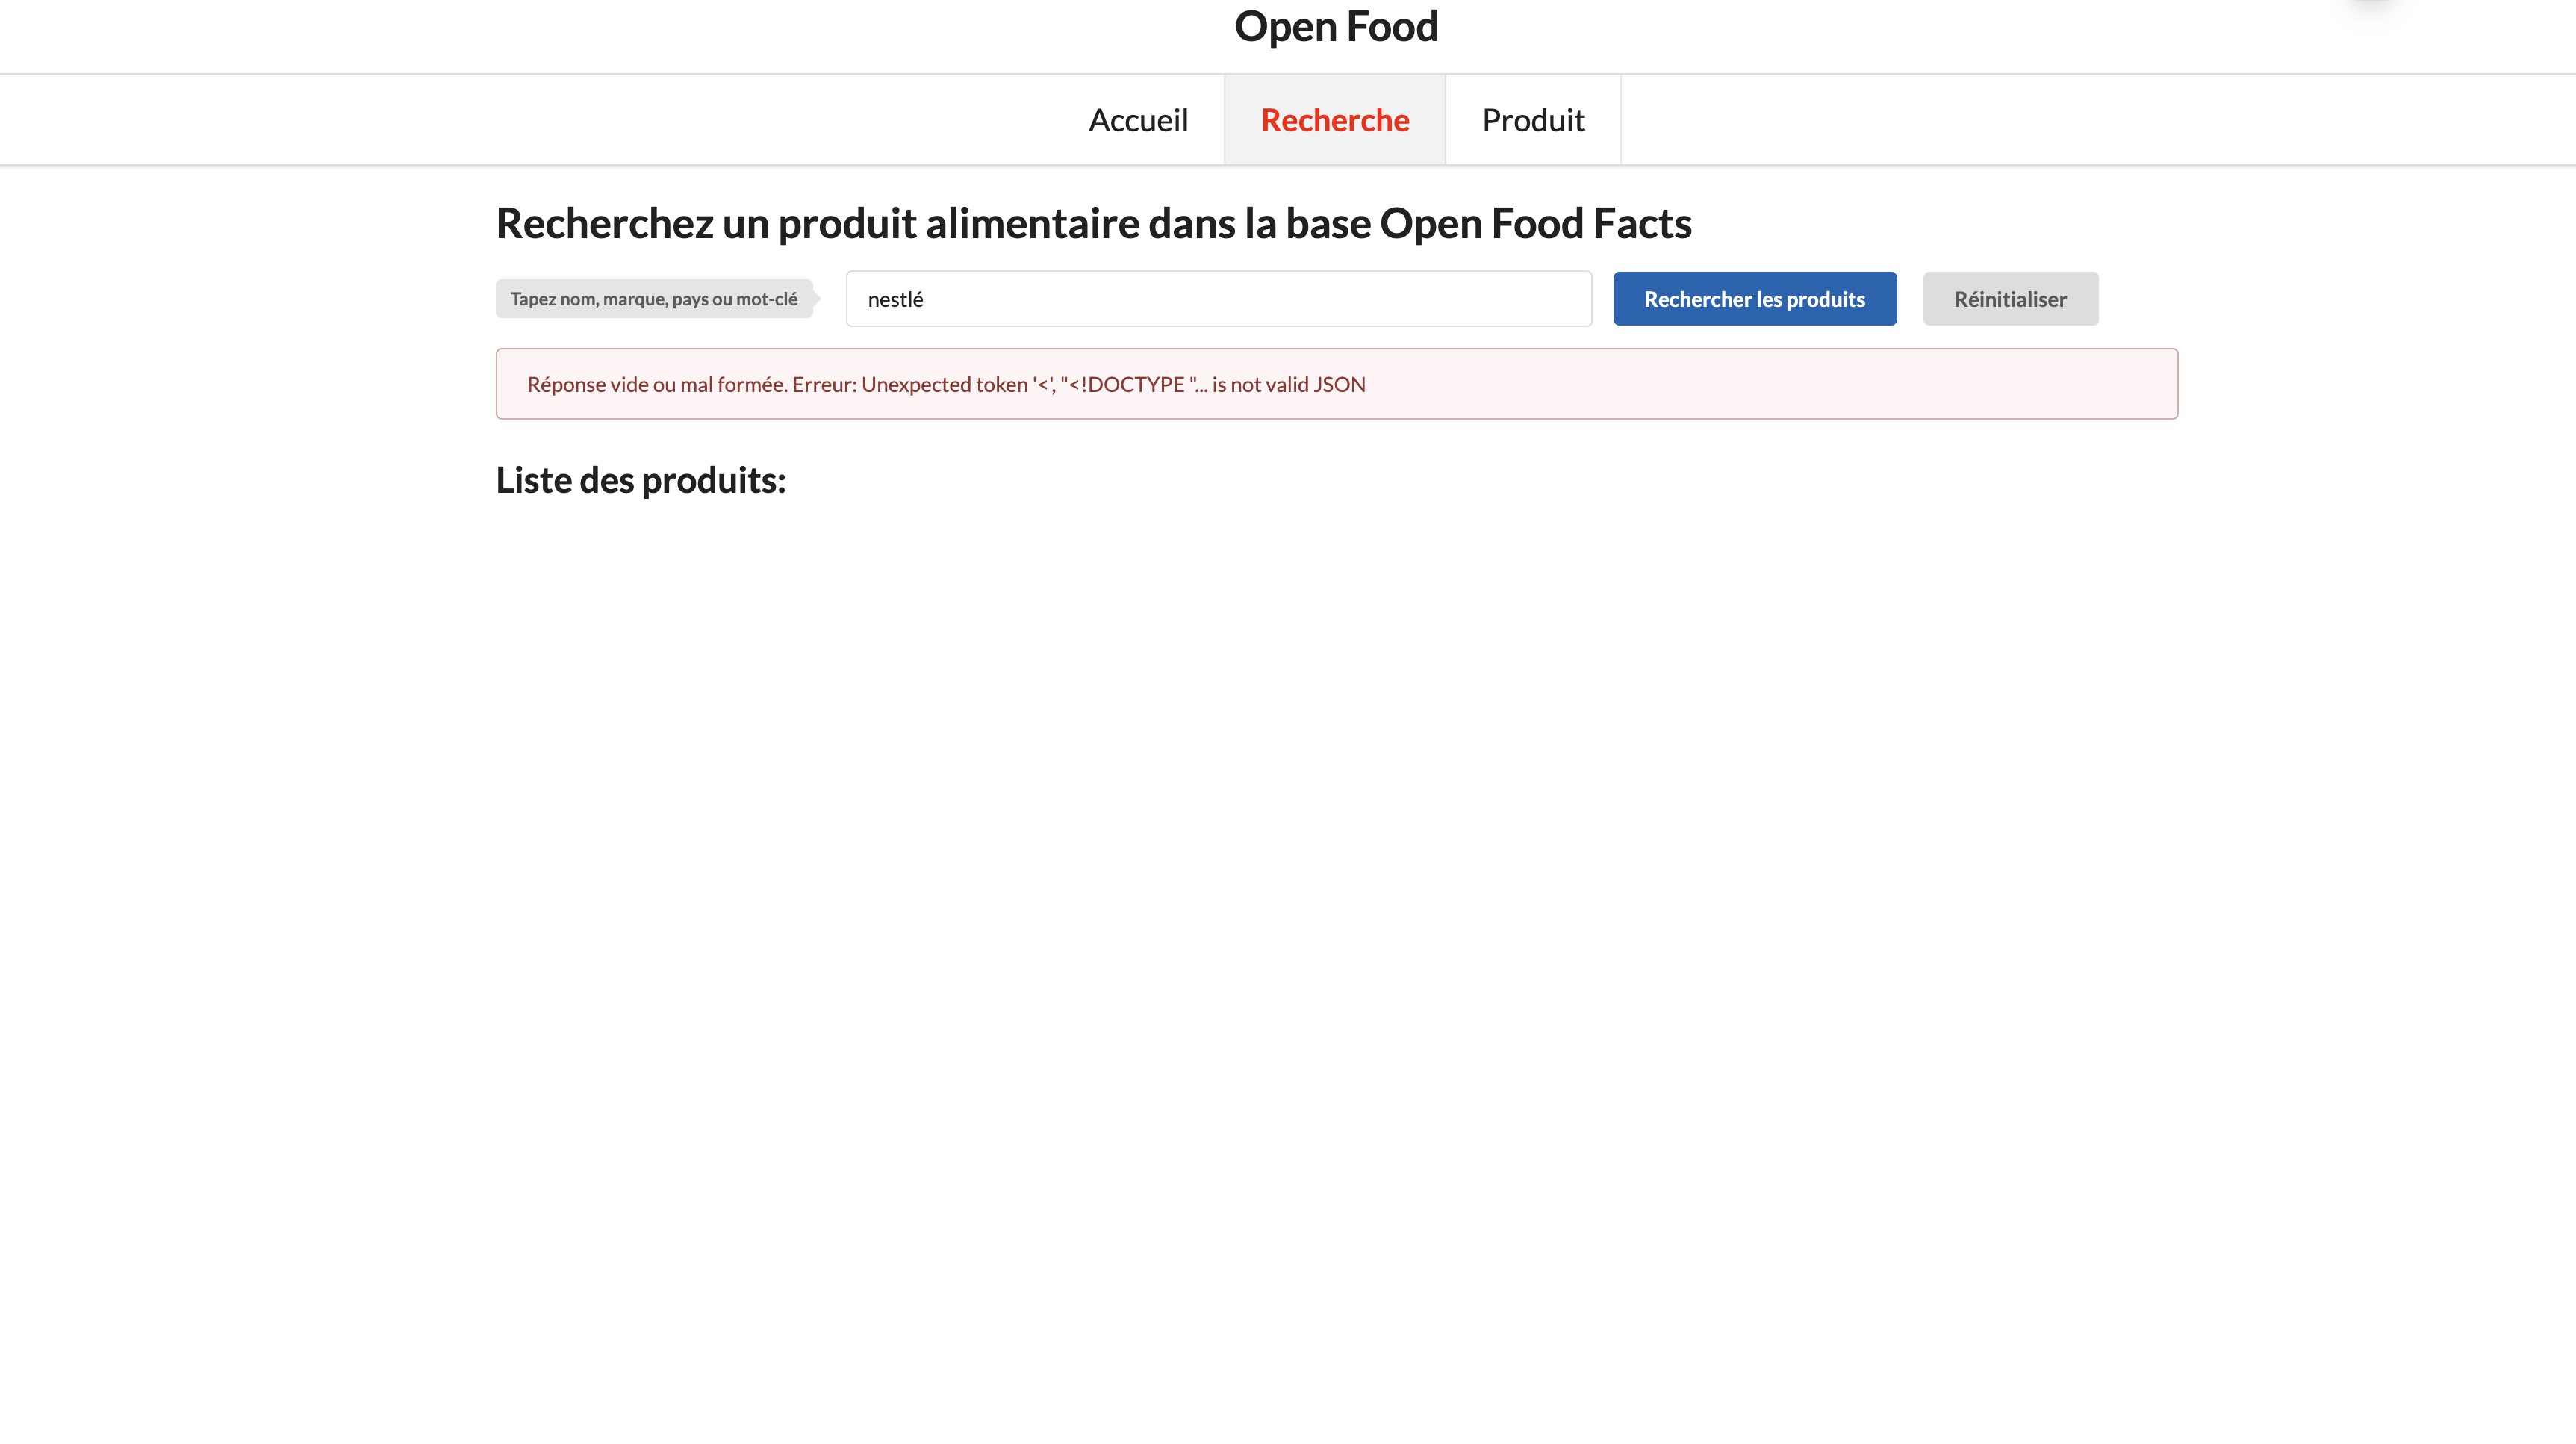 Open Food
Accueil Recherche Produit
Recherchez un produit alimentaire dans la base Open Food Facts
Tapez nom, marque, pays ou mot-clé nestlé Rechercher les produits Réinitialiser
Réponse vide ou mal formée. Erreur: Unexpected token '<', "<!DOCTYPE "... is not valid JSON
Liste des produits: